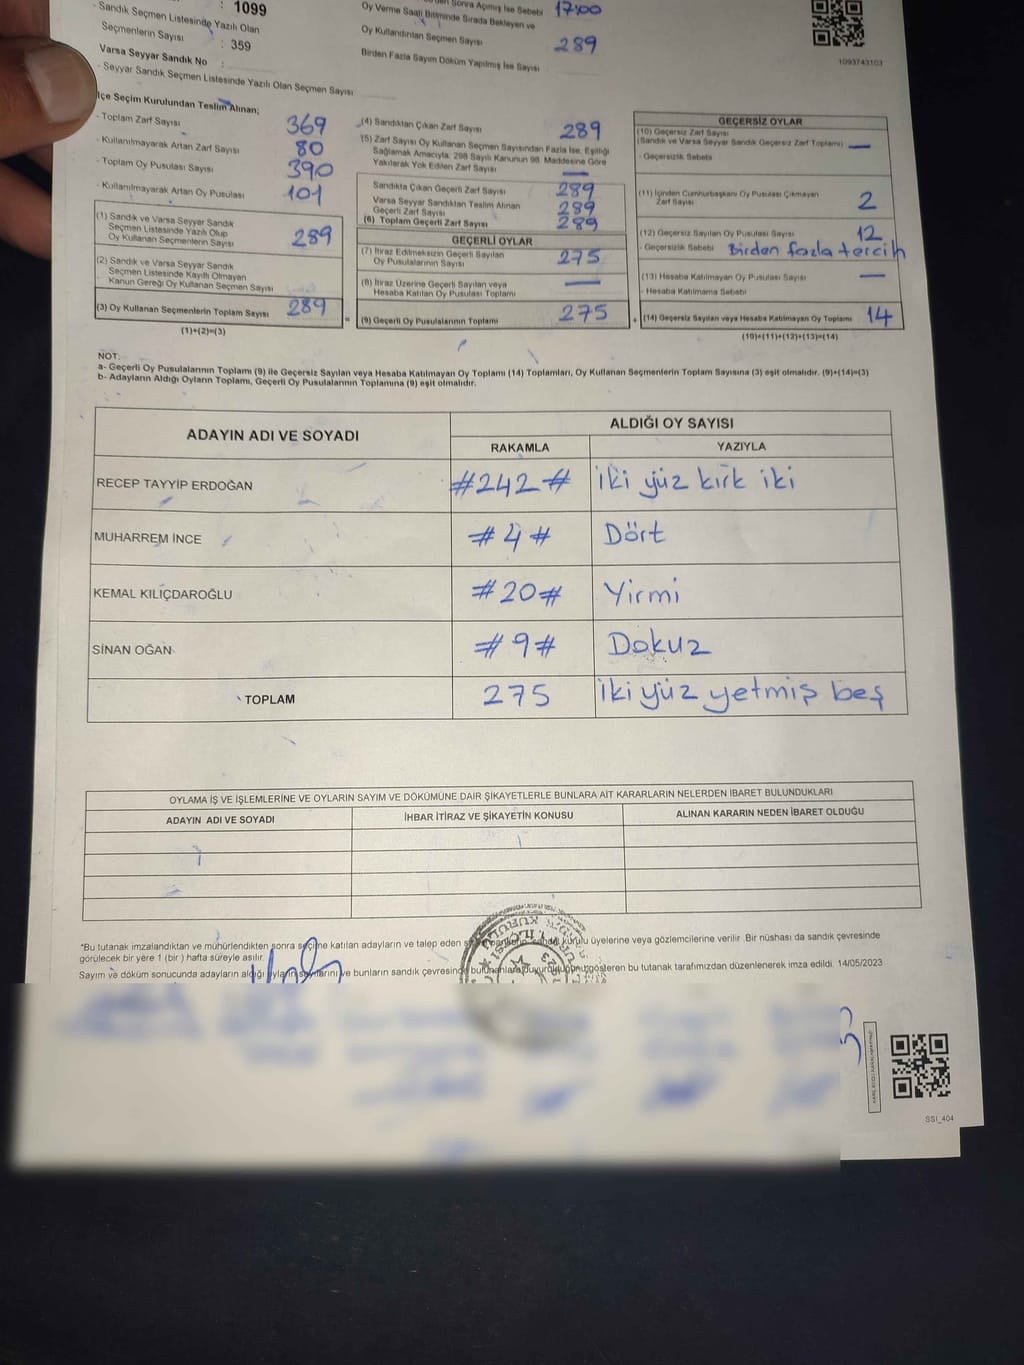 : 1099
- Sandık Seçmen Listesinde Yazılı Olan
Seçmenlerin Sayısı : 359
Varsa Seyyar Sandık No :
- Seyyar Sandık Seçmen Listesinde Yazılı Olan Seçmen Sayısı
Sonra Açımış İse Sebebi 17:00
Oy Verme Saati Bitiminde Sırada Bekleyen ve
Oy Kullandırılan Seçmen Sayısı 289
Birden Fazla Sayım Döküm Yapılmış İse Sayısı
1093743103
İlçe Seçim Kurulundan Teslim Alınan;
- Toplam Zarf Sayısı 369
- Kullanılmayarak Artan Zarf Sayısı 80
- Toplam Oy Pusulası Sayısı 390
- Kullanılmayarak Artan Oy Pusulası 101
(1) Sandık ve Varsa Seyyar Sandık
Seçmen Listesinde Yazılı Olup
Oy Kullanan Seçmenlerin Sayısı 289
(2) Sandık ve Varsa Seyyar Sandık
Seçmen Listesinde Kayıtlı Olmayan
Kanun Gereği Oy Kullanan Seçmen Sayısı
(3) Oy Kullanan Seçmenlerin Toplam Sayısı 289
(1)+(2)=(3)
(4) Sandıktan Çıkan Zarf Sayısı 289
(5) Zarf Sayısı Oy Kullanan Seçmen Sayısından Fazla İse, Eşitliği
Sağlamak Amacıyla, 298 Sayılı Kanunun 98. Maddesine Göre
Yakılarak Yok Edilen Zarf Sayısı —
Sandıkta Çıkan Geçerli Zarf Sayısı 289
Varsa Seyyar Sandıktan Teslim Alınan
Geçerli Zarf Sayısı 289
(6) Toplam Geçerli Zarf Sayısı 289
GEÇERLİ OYLAR
(7) İtiraz Edilmeksizin Geçerli Sayılan
Oy Pusulalarının Sayısı 275
(8) İtiraz Üzerine Geçerli Sayılan veya
Hesaba Katılan Oy Pusulası Toplamı —
= (9) Geçerli Oy Pusulalarının Toplamı 275
GEÇERSİZ OYLAR
(10) Geçersiz Zarf Sayısı
(Sandık ve Varsa Seyyar Sandık Geçersiz Zarf Toplamı) —
- Geçersizlik Sebebi
(11) İçinden Cumhurbaşkanı Oy Pusulası Çıkmayan
Zarf Sayısı 2
(12) Geçersiz Sayılan Oy Pusulası Sayısı 12
- Geçersizlik Sebebi Birden fazla tercih
(13) Hesaba Katılmayan Oy Pusulası Sayısı —
- Hesaba Katılmama Sebebi
+ (14) Geçersiz Sayılan veya Hesaba Katılmayan Oy Toplamı 14
(10)+(11)+(12)+(13)=(14)
NOT:
a- Geçerli Oy Pusulalarının Toplamı (9) ile Geçersiz Sayılan veya Hesaba Katılmayan Oy Toplamı (14) Toplamları, Oy Kullanan Seçmenlerin Toplam Sayısına (3) eşit olmalıdır. (9)+(14)=(3)
b- Adayların Aldığı Oyların Toplamı, Geçerli Oy Pusulalarının Toplamına (9) eşit olmalıdır.
ADAYIN ADI VE SOYADI ALDIĞI OY SAYISI
RAKAMLA YAZIYLA
RECEP TAYYİP ERDOĞAN #242# İki yüz kırk iki
MUHARREM İNCE #4# Dört
KEMAL KILIÇDAROĞLU #20# Yirmi
SİNAN OĞAN #9# Dokuz
TOPLAM 275 İki yüz yetmiş beş
OYLAMA İŞ VE İŞLEMLERİNE VE OYLARIN SAYIM VE DÖKÜMÜNE DAİR ŞİKAYETLERLE BUNLARA AİT KARARLARIN NELERDEN İBARET BULUNDUKLARI
ADAYIN ADI VE SOYADI İHBAR İTİRAZ VE ŞİKAYETİN KONUSU ALINAN KARARIN NEDEN İBARET OLDUĞU
*Bu tutanak imzalandıktan ve mühürlendikten sonra seçime katılan adayların ve talep eden kurulu üyelerine veya gözlemcilerine verilir. Bir nüshası da sandık çevresinde
görülecek bir yere 1 (bir) hafta süreyle asılır.
Sayım ve döküm sonucunda adayların aldığı oyların sayılarını ve bunların sandık çevresinde gösteren bu tutanak tarafımızdan düzenlenerek imza edildi. 14/05/2023
SSI_404